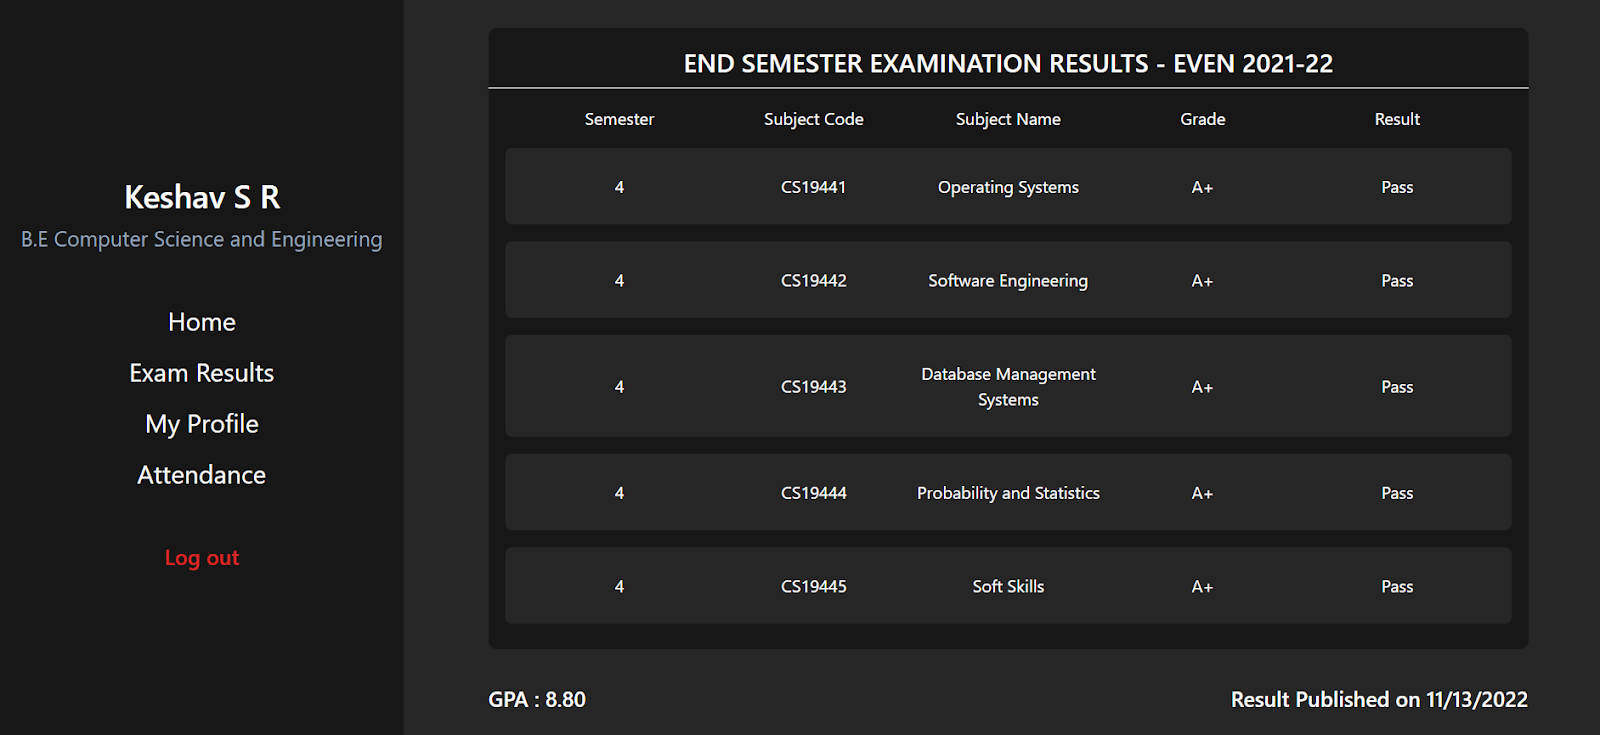 Keshav S R
B.E Computer Science and Engineering
Home
Exam Results
My Profile
Attendance
Log out
END SEMESTER EXAMINATION RESULTS - EVEN 2021-22
Semester Subject Code Subject Name Grade Result
4 CS19441 Operating Systems A+ Pass
4 CS19442 Software Engineering A+ Pass
4 CS19443 Database Management Systems A+ Pass
4 CS19444 Probability and Statistics A+ Pass
4 CS19445 Soft Skills A+ Pass
GPA : 8.80
Result Published on 11/13/2022